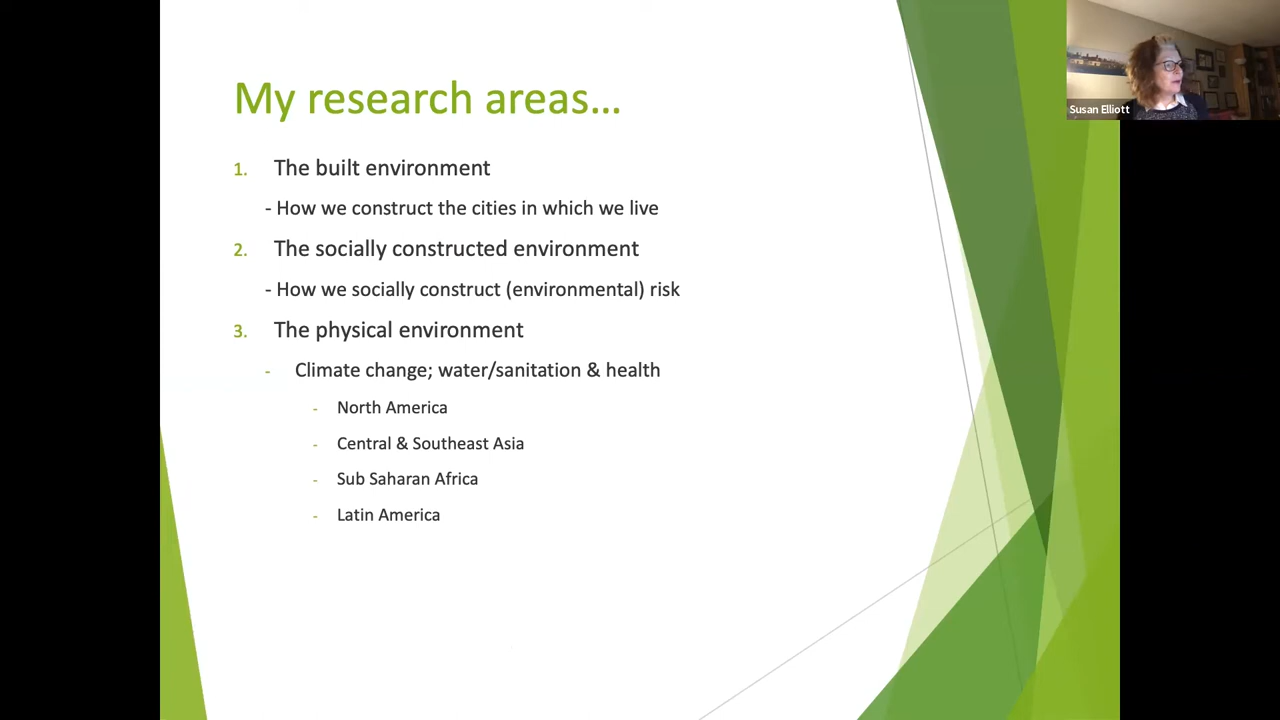 My research areas…
1. The built environment
- How we construct the cities in which we live
2. The socially constructed environment
- How we socially construct (environmental) risk
3. The physical environment
- Climate change; water/sanitation & health
- North America
- Central & Southeast Asia
- Sub Saharan Africa
- Latin America
Susan Elliott